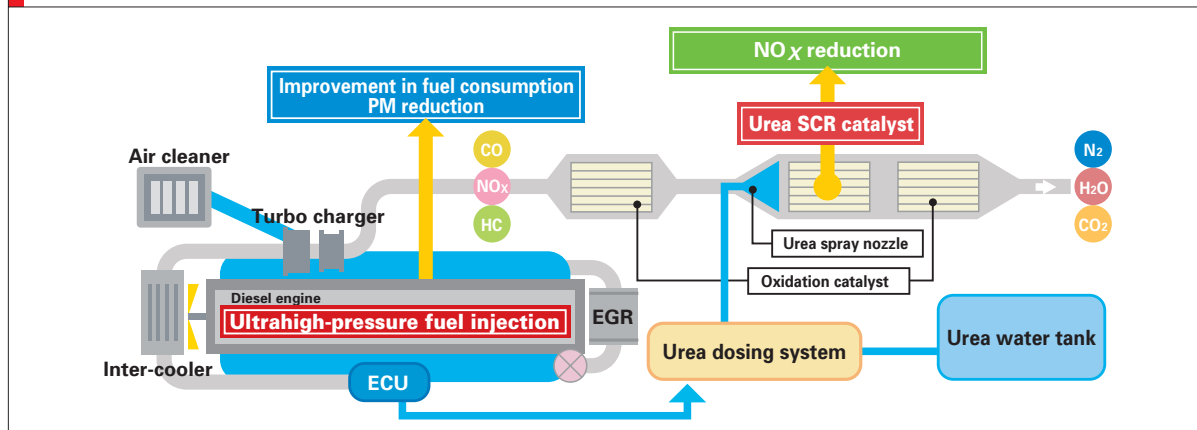 NOX reduction
Improvement in fuel consumption
PM reduction
Urea SCR catalyst
Air cleaner
CO
NOX
HC
N2
H2O
CO2
Turbo charger
Urea spray nozzle
Oxidation catalyst
Diesel engine
Ultrahigh-pressure fuel injection
EGR
Urea dosing system
Urea water tank
Inter-cooler
ECU